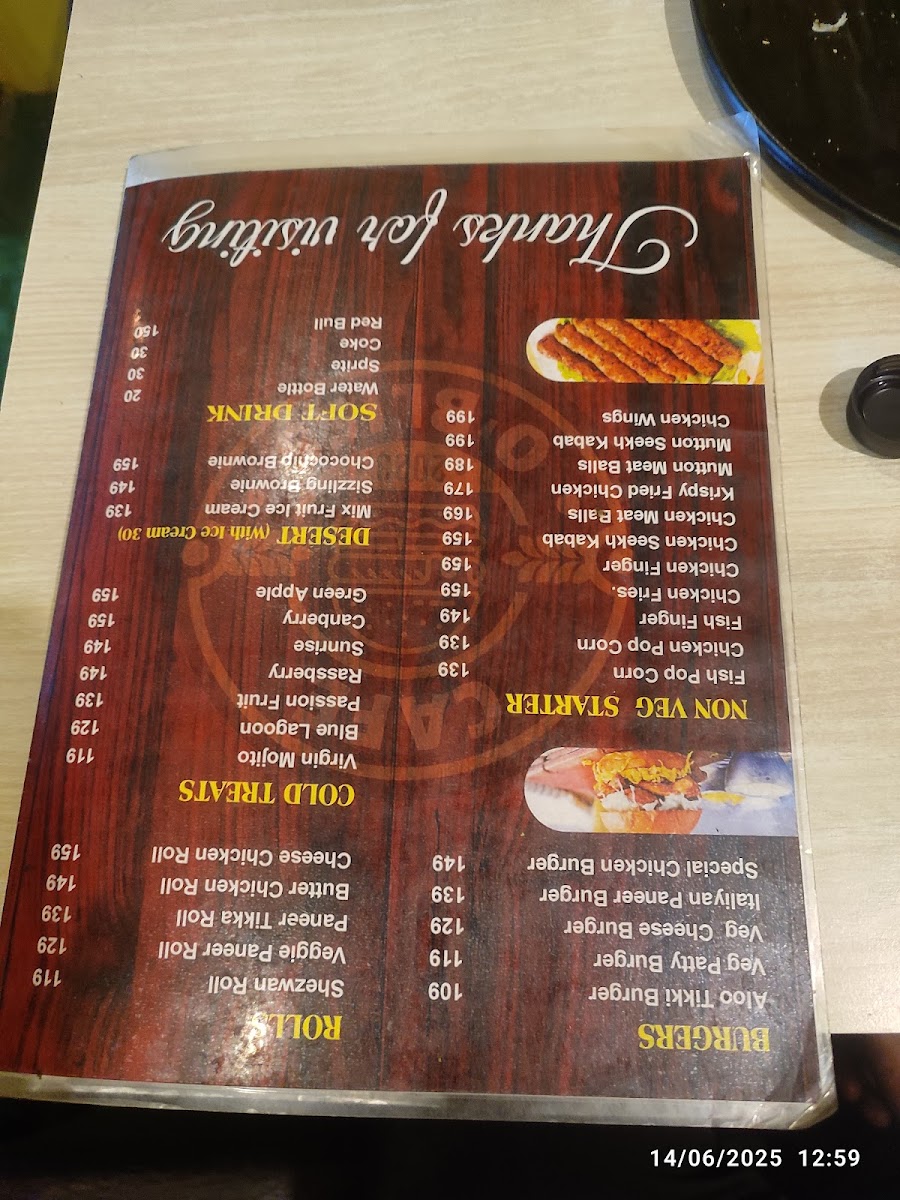 BURGERS
Aloo Tikki Burger 109
Veg Patty Burger 119
Veg Cheese Burger 129
Italiyan Paneer Burger 139
Special Chicken Burger 149
NON VEG STARTER
Fish Pop Corn 139
Chicken Pop Corn 139
Fish Finger 149
Chicken Fries. 159
Chicken Finger 159
Chicken Seekh Kabab 159
Chicken Meat Balls 169
Krispy Fried Chicken 179
Mutton Meat Balls 189
Mutton Seekh Kabab 199
Chicken Wings 199
ROLLS
Shezwan Roll 119
Veggie Paneer Roll 129
Paneer Tikka Roll 139
Butter Chicken Roll 149
Cheese Chicken Roll 159
COLD TREATS
Virgin Mojito 119
Blue Lagoon 129
Passion Fruit 139
Rassberry 149
Sunrise 149
Canberry 159
Green Apple 159
DESERT (With Ice Cream 30)
Mix Fruit Ice Cream 139
Sizzling Brownie 149
Chocochip Brownie 159
SOFT DRINK
Water Bottle 20
Sprite 30
Coke 30
Red Bull 150
Thanks for visiting
14/06/2025 12:59